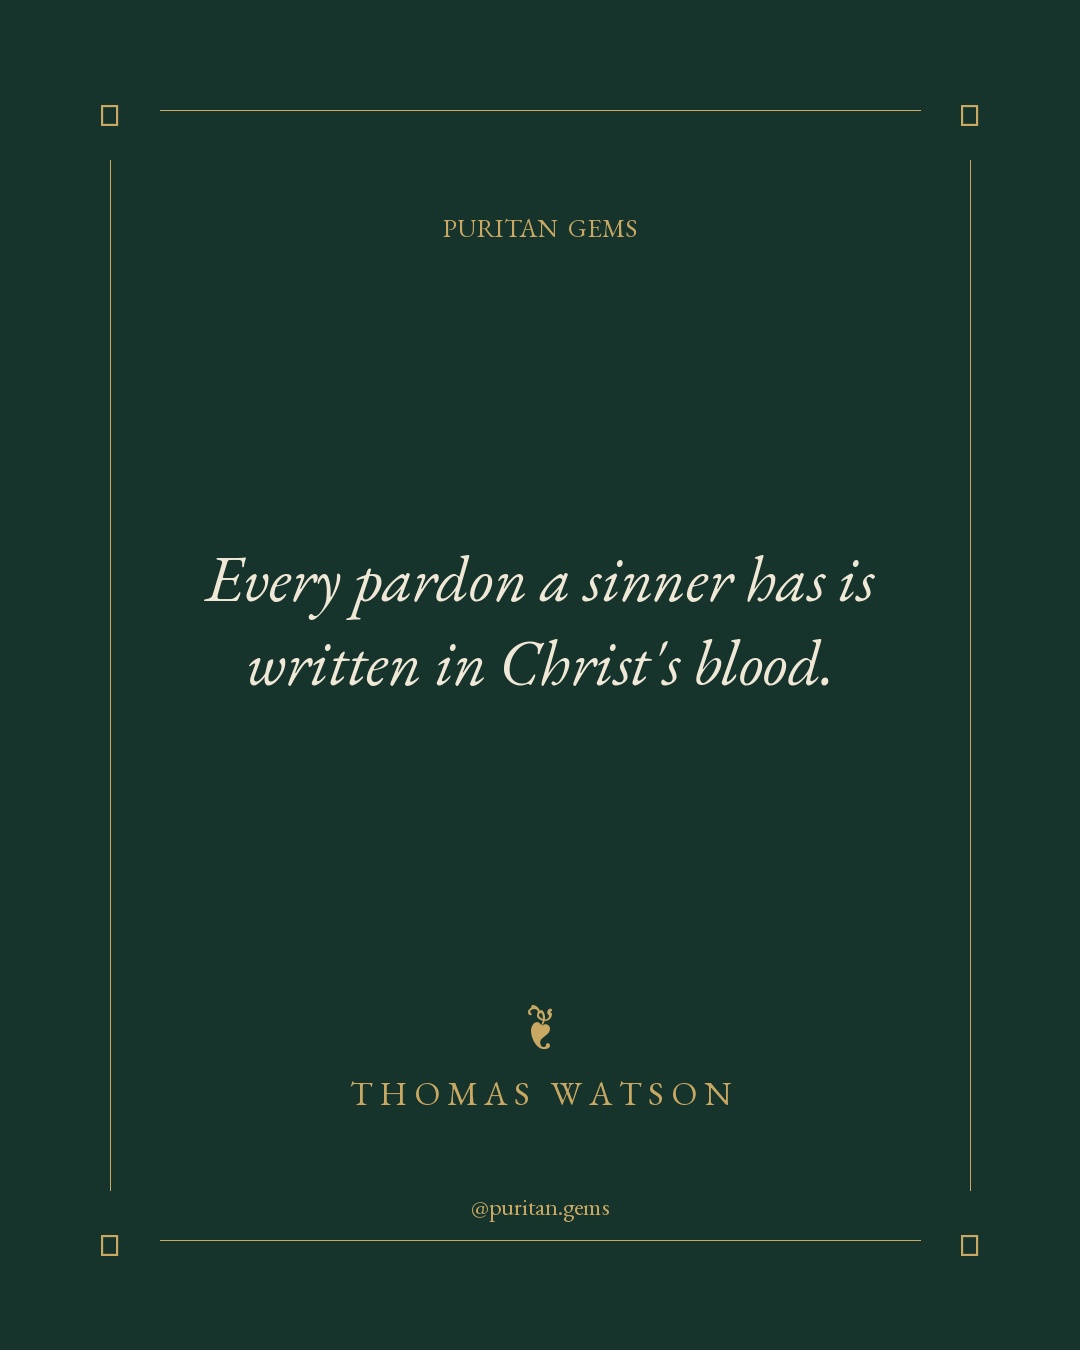 PURITAN GEMS
Every pardon a sinner has is
written in Christ's blood.
THOMAS WATSON
@puritan.gems